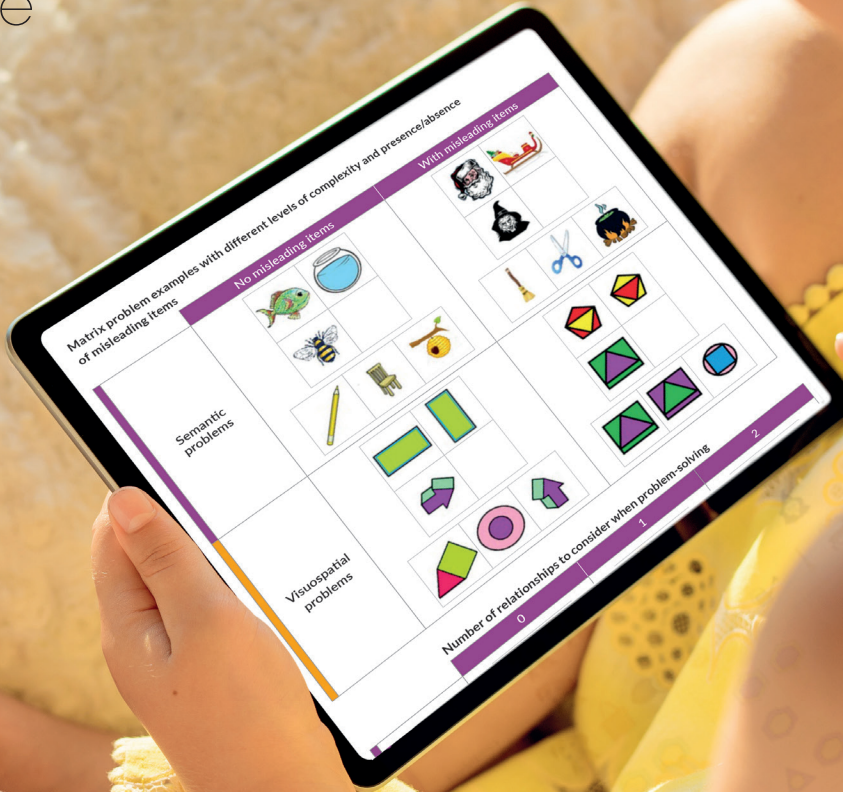 e
Matrix problem examples with different levels of complexity and presence/absence
of misleading items
No misleading items
With misleading items
Semantic
problems
Visuospatial
problems
Number of relationships to consider when problem-solving
0
1
2